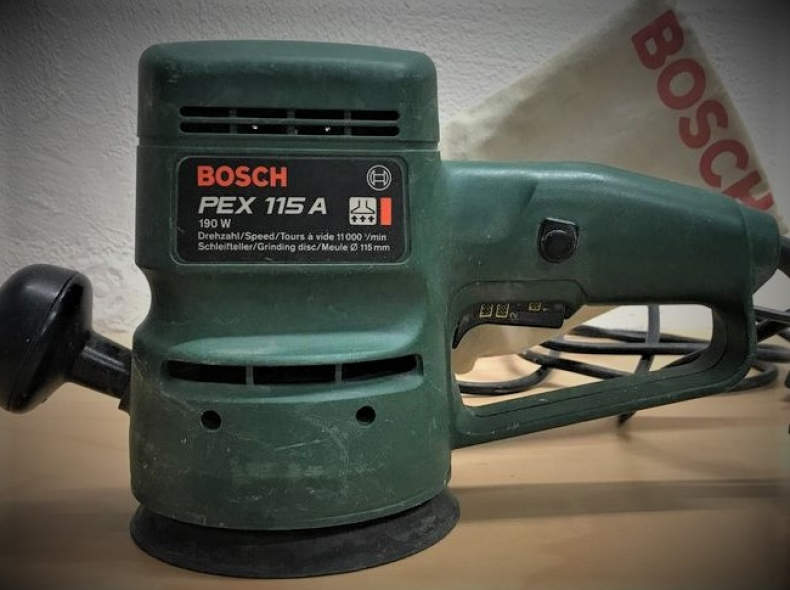 BOSCH
BOSCH
PEX 115 A
190 W
Drehzahl/Speed/Tours à vide 11 000 ¹/min
Schleifteller/Grinding disc/Meule Ø 115 mm